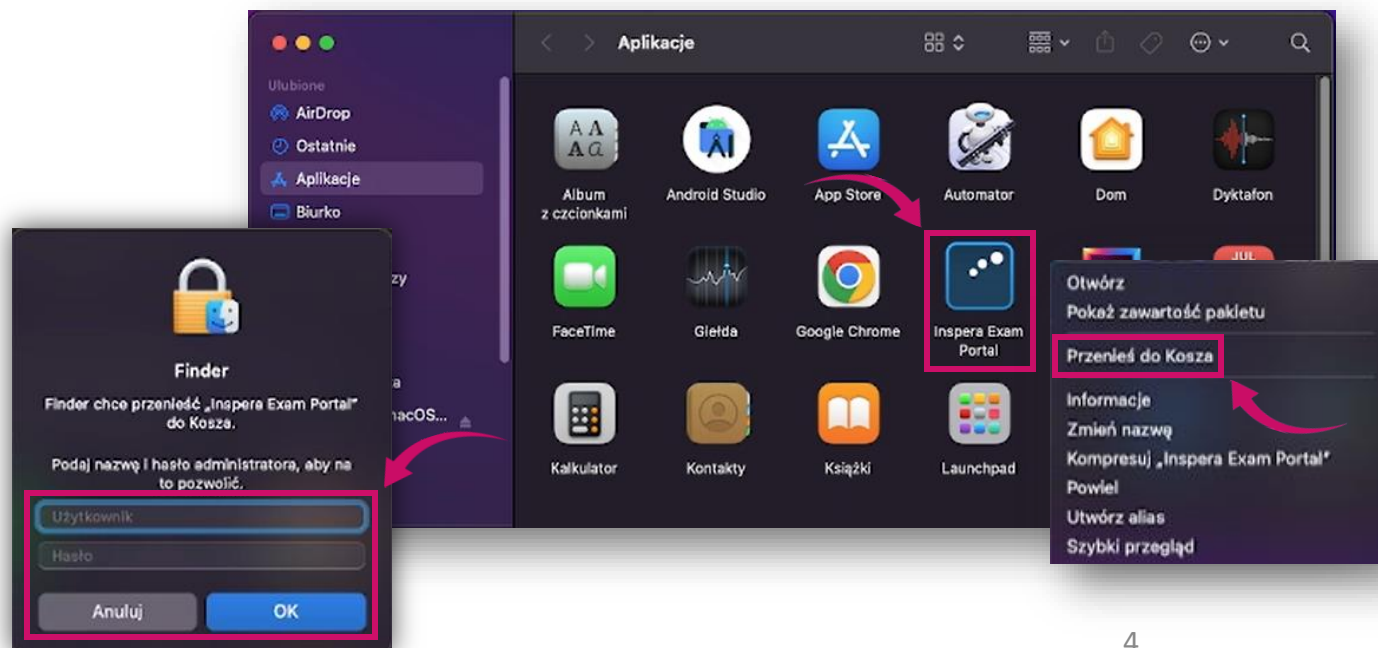 Aplikacje
Ulubione
AirDrop
Ostatnie
Aplikacje
Biurko
zy
a
nacOS...
Album
z czcionkami
Android Studio
App Store
Automator
Dom
Dyktafon
FaceTime
Giełda
Google Chrome
Inspera Exam
Portal
JUL
Kalkulator
Kontakty
Książki
Launchpad
Otwórz
Pokaż zawartość pakietu
Przenieś do Kosza
Informacje
Zmień nazwę
Kompresuj „Inspera Exam Portal”
Powiel
Utwórz alias
Szybki przegląd
Finder
Finder chce przenieść „Inspera Exam Portal”
do Kosza.
Podaj nazwę i hasło administratora, aby na
to pozwolić.
Użytkownik
Hasło
Anuluj
OK
4